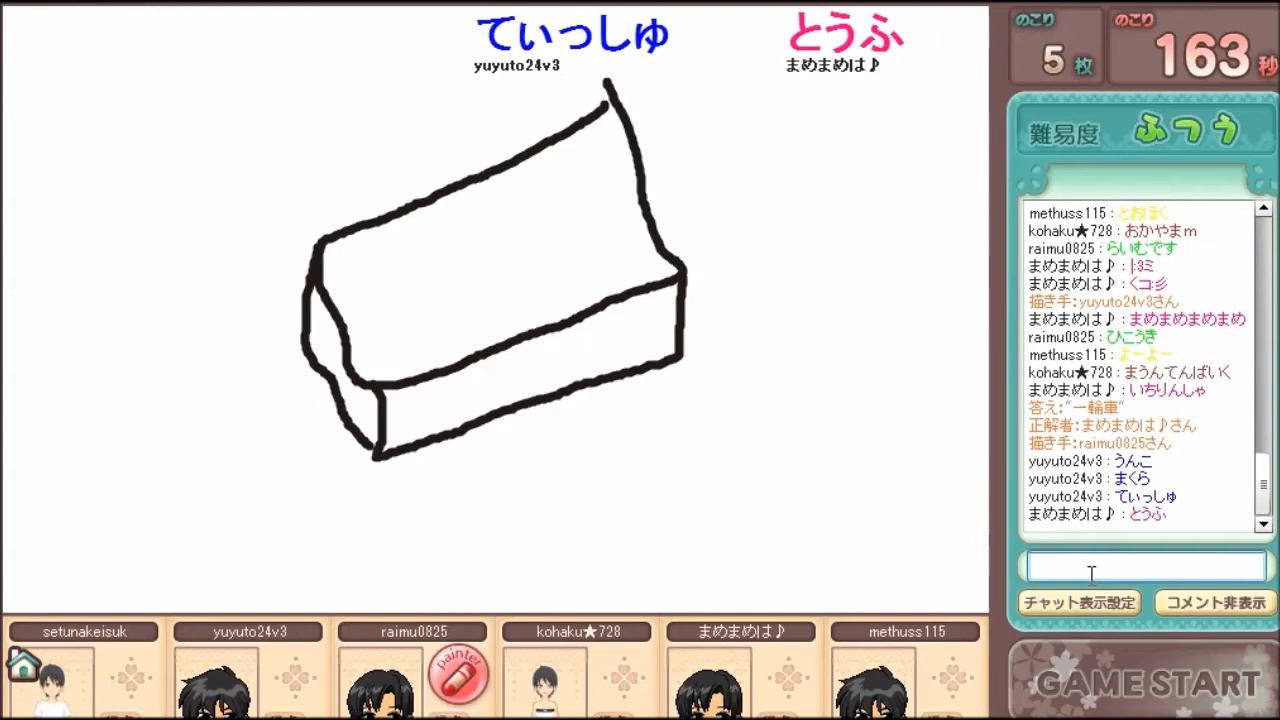 ていっしゅ
yuyuto24v3
とうふ
まめまめは♪
のこり
5枚
のこり
163秒
難易度 ふつう
methuss115：とおぼく
kohaku★728：おかやまm
raimu0825：らいむです
まめまめは♪：|:3ミ
まめまめは♪：くコ:彡
描き手:yuyuto24v3さん
まめまめは♪：まめまめまめまめ
raimu0825：ひこうき
methuss115：よーよー
kohaku★728：まうんてんばいく
まめまめは♪：いちりんしゃ
答え:"一輪車"
正解者:まめまめは♪さん
描き手:raimu0825さん
yuyuto24v3：うんこ
yuyuto24v3：まくら
yuyuto24v3：ていっしゅ
まめまめは♪：とうふ
チャット表示設定
コメント非表示
setunakeisuk
yuyuto24v3
raimu0825
kohaku★728
まめまめは♪
methuss115
painter
GAME START